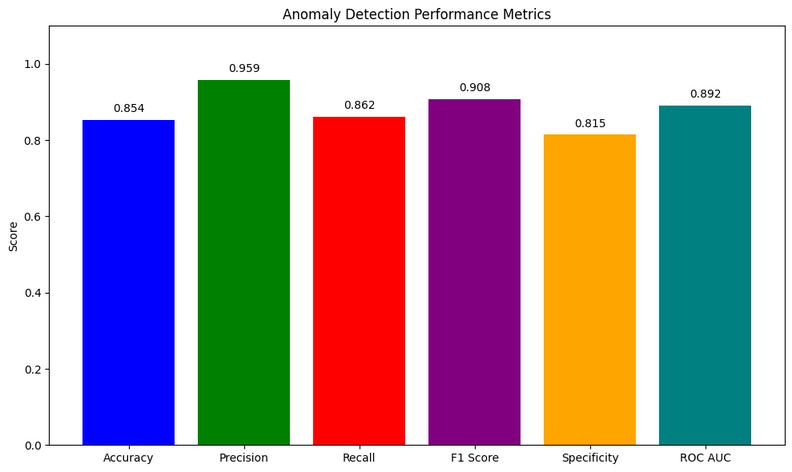 Anomaly Detection Performance Metrics
Score
1.0
0.8
0.6
0.4
0.2
0.0
0.854
0.959
0.862
0.908
0.815
0.892
Accuracy
Precision
Recall
F1 Score
Specificity
ROC AUC